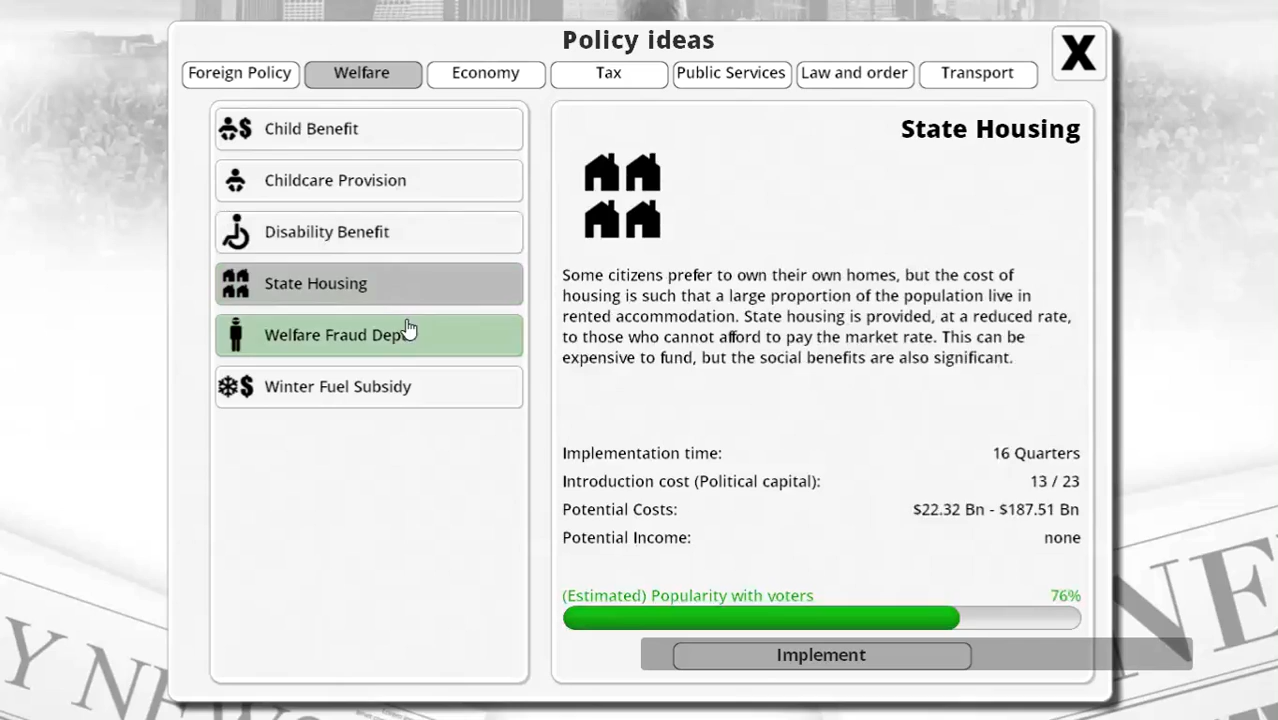 Policy ideas
X
Foreign Policy
Welfare
Economy
Tax
Public Services
Law and order
Transport
Child Benefit
Childcare Provision
Disability Benefit
State Housing
Welfare Fraud Dep
Winter Fuel Subsidy
State Housing
Some citizens prefer to own their own homes, but the cost of
housing is such that a large proportion of the population live in
rented accommodation. State housing is provided, at a reduced rate,
to those who cannot afford to pay the market rate. This can be
expensive to fund, but the social benefits are also significant.
Implementation time: 16 Quarters
Introduction cost (Political capital): 13 / 23
Potential Costs: $22.32 Bn - $187.51 Bn
Potential Income: none
(Estimated) Popularity with voters 76%
Implement
Y NEW
NE